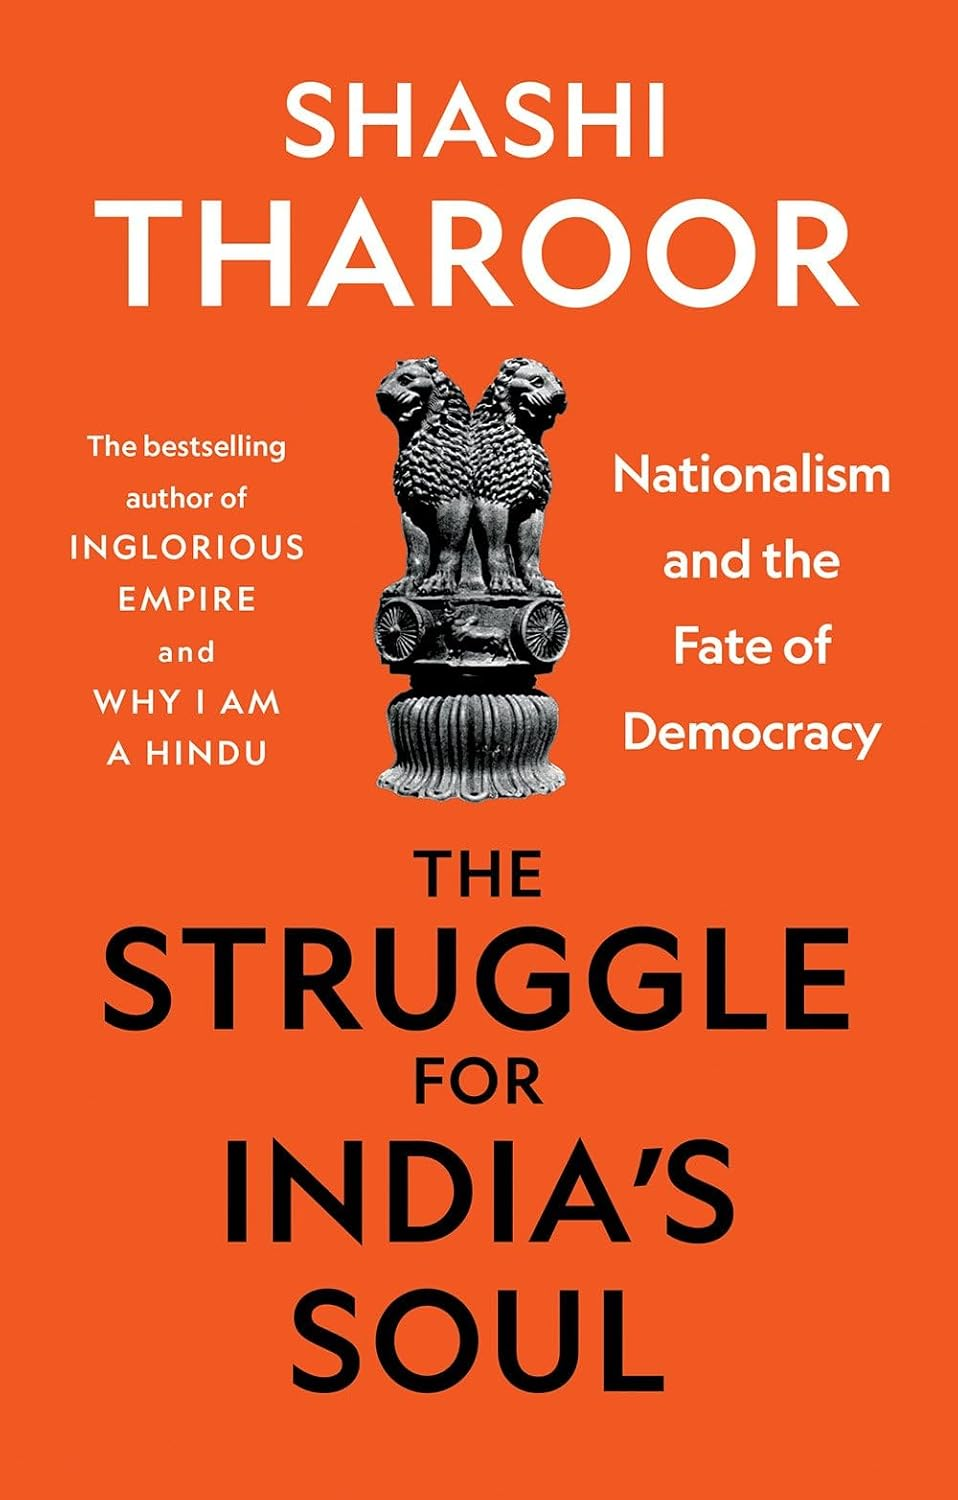 SHASHI
THAROOR
The bestselling
author of
INGLORIOUS
EMPIRE
and
WHY I AM
A HINDU
Nationalism
and the
Fate of
Democracy
THE
STRUGGLE
FOR
INDIA'S
SOUL